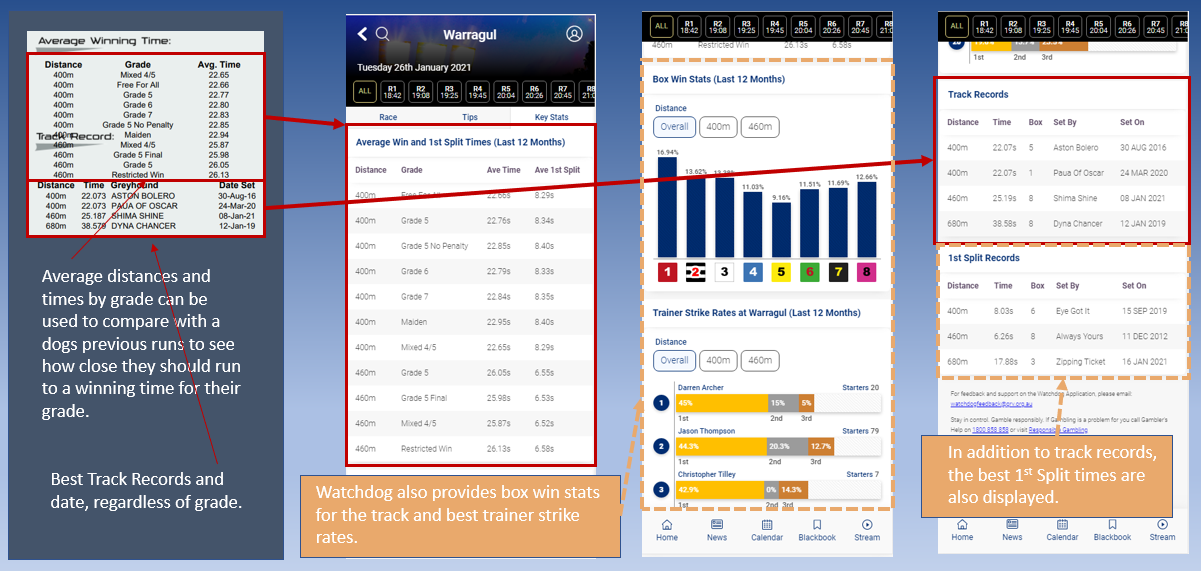 Average Winning Time:
Distance Grade Avg. Time
400m Mixed 4/5 22.65
400m Free For All 22.66
400m Grade 5 22.77
400m Grade 6 22.80
400m Grade 7 22.83
400m Grade 5 No Penalty 22.85
400m Maiden 22.94
Track Record:
460m Mixed 4/5 25.87
460m Grade 5 Final 25.98
460m Grade 5 26.05
460m Restricted Win 26.13
Distance Time Greyhound Date Set
400m 22.073 ASTON BOLERO 30-Aug-16
400m 22.073 PAUA OF OSCAR 24-Mar-20
460m 25.187 SHIMA SHINE 08-Jan-21
680m 38.579 DYNA CHANCER 12-Jan-19
Average distances and
times by grade can be
used to compare with a
dogs previous runs to see
how close they should run
to a winning time for their
grade.
Best Track Records and
date, regardless of grade.
Warragul
Tuesday 26th January 2021
ALL R1 R2 R3 R4 R5 R6 R7 R8
18:42 19:08 19:25 19:45 20:04 20:26 20:45 21:0
Race Tips Key Stats
Average Win and 1st Split Times (Last 12 Months)
Distance Grade Ave Time Ave 1st Split
400m Free For All 22.66s 8.29s
400m Grade 5 22.76s 8.34s
400m Grade 5 No Penalty 22.85s 8.40s
400m Grade 6 22.79s 8.33s
400m Grade 7 22.84s 8.35s
400m Maiden 22.95s 8.40s
400m Mixed 4/5 22.65s 8.29s
460m Grade 5 26.05s 6.55s
460m Grade 5 Final 25.98s 6.53s
460m Mixed 4/5 25.87s 6.52s
460m Restricted Win 26.13s 6.58s
Watchdog also provides box win stats
for the track and best trainer strike
rates.
ALL R1 R2 R3 R4 R5 R6 R7 R8
18:42 19:08 19:25 19:45 20:04 20:26 20:45 21:0
460m Restricted Win 26.13s 6.58s
Box Win Stats (Last 12 Months)
Distance
Overall 400m 460m
16.94% 13.62% 11.03% 9.16% 11.51% 11.69% 12.66%
1 2 3 4 5 6 7 8
Trainer Strike Rates at Warragul (Last 12 Months)
Distance
Overall 400m 460m
Darren Archer Starters 20
1 45% 15% 5%
1st 2nd 3rd
Jason Thompson Starters 79
2 44.3% 20.3% 12.7%
1st 2nd 3rd
Christopher Tilley Starters 7
3 42.9% 0% 14.3%
1st 2nd 3rd
Home News Calendar Blackbook Stream
ALL R1 R2 R3 R4 R5 R6 R7 R8
18:42 19:08 19:25 19:45 20:04 20:26 20:45 21:0
20
1st 2nd 3rd
Track Records
Distance Time Box Set By Set On
400m 22.07s 5 Aston Bolero 30 AUG 2016
400m 22.07s 1 Paua Of Oscar 24 MAR 2020
460m 25.19s 8 Shima Shine 08 JAN 2021
680m 38.58s 8 Dyna Chancer 12 JAN 2019
1st Split Records
Distance Time Box Set By Set On
400m 8.03s 6 Eye Got It 15 SEP 2019
460m 6.26s 8 Always Yours 11 DEC 2012
680m 17.88s 3 Zipping Ticket 16 JAN 2021
For feedback and support on the Watchdog Application, please email:
watchdogfeedback@grv.org.au
Stay in control. Gamble responsibly. If Gambling is a problem for you call Gambler's
Help on 1800 858 858 or visit Responsible Gambling
In addition to track records,
the best 1st Split times are
also displayed.
Home News Calendar Blackbook Stream